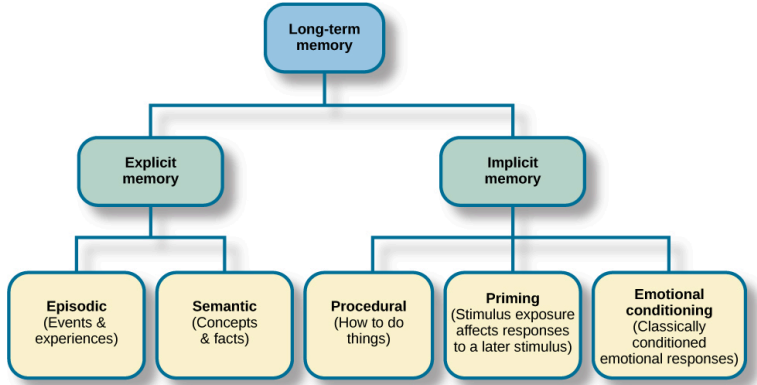 Long-term
memory
Explicit
memory
Implicit
memory
Episodic
(Events &
experiences)
Semantic
(Concepts
& facts)
Procedural
(How to do
things)
Priming
(Stimulus exposure
affects responses
to a later stimulus)
Emotional
conditioning
(Classically
conditioned
emotional responses)